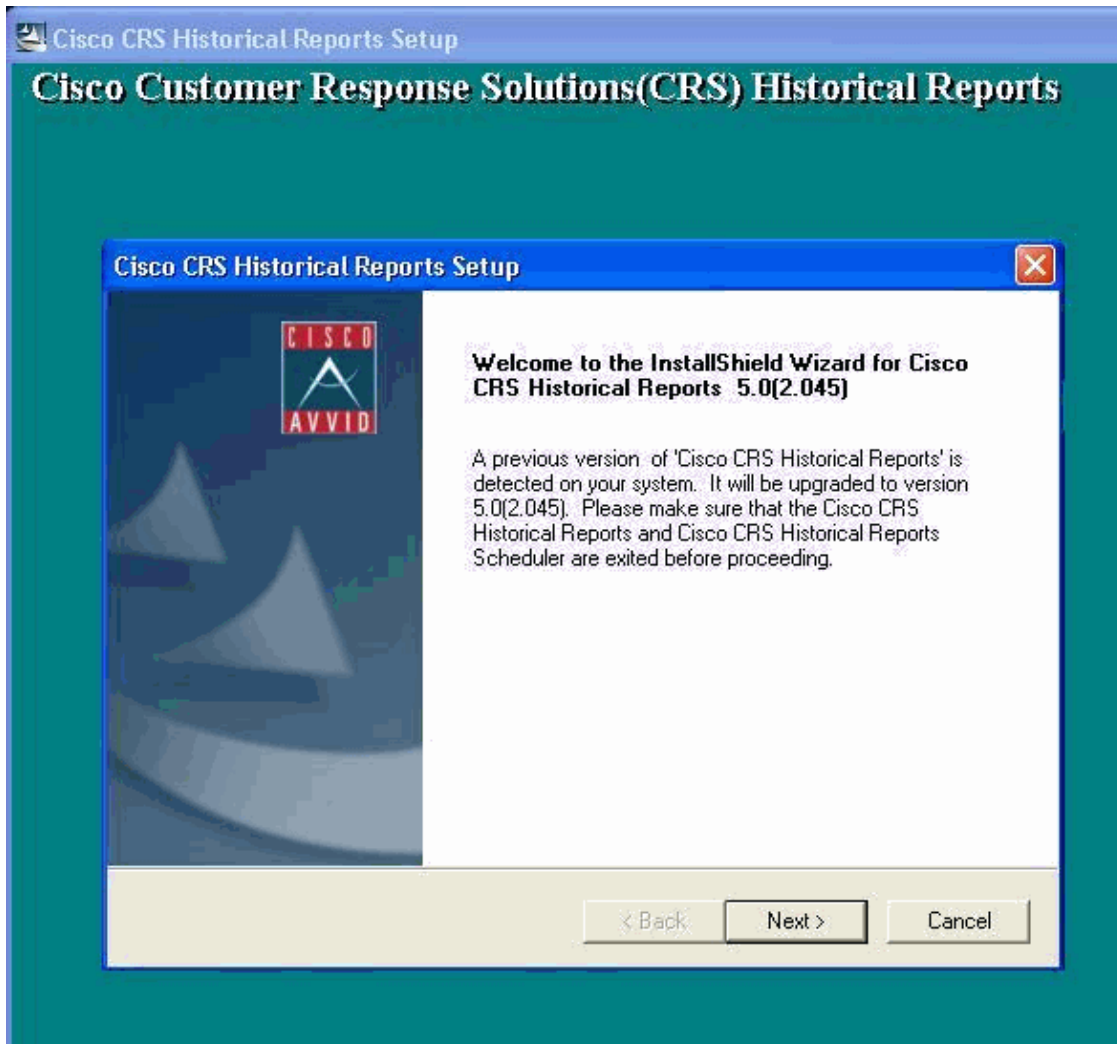 Cisco CRS Historical Reports Setup
Cisco Customer Response Solutions(CRS) Historical Reports
Cisco CRS Historical Reports Setup
CISCO
AVVID
Welcome to the InstallShield Wizard for Cisco
CRS Historical Reports 5.0(2.045)
A previous version of 'Cisco CRS Historical Reports' is
detected on your system. It will be upgraded to version
5.0(2.045). Please make sure that the Cisco CRS
Historical Reports and Cisco CRS Historical Reports
Scheduler are exited before proceeding.
< Back
Next >
Cancel